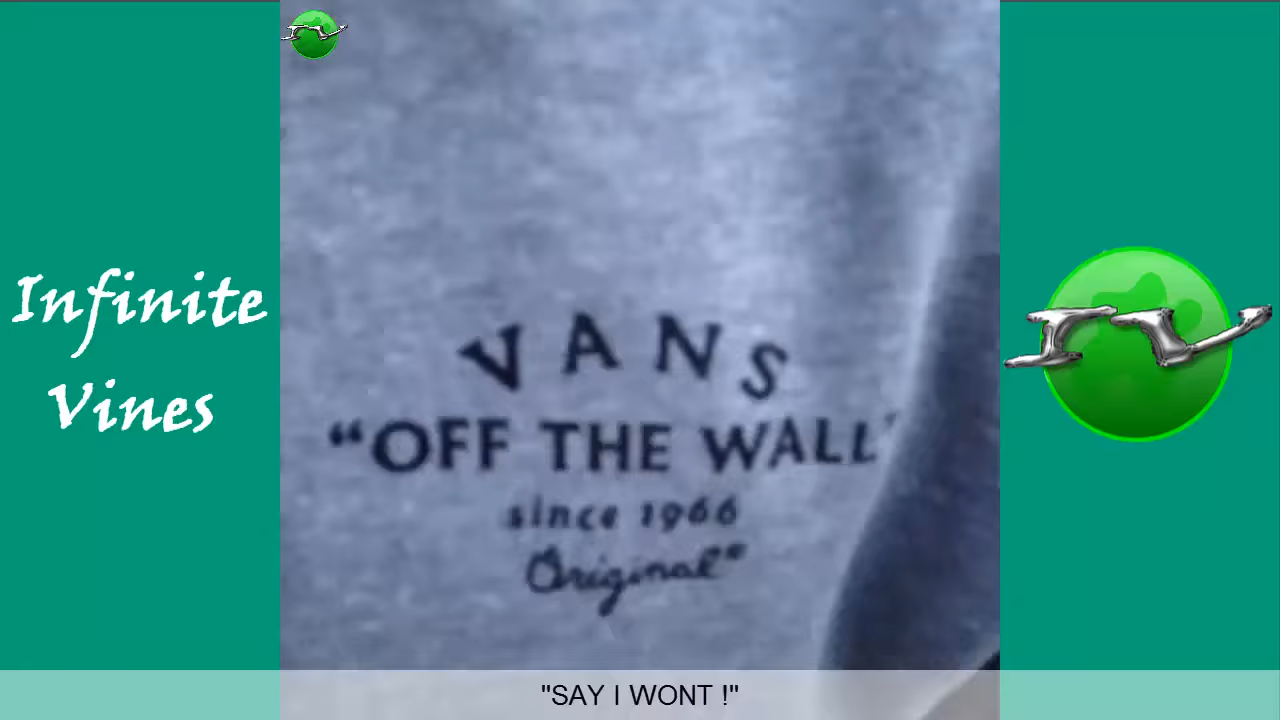 Infinite
Vines
VANS
"OFF THE WALL"
since 1966
Original"
"SAY I WONT !"